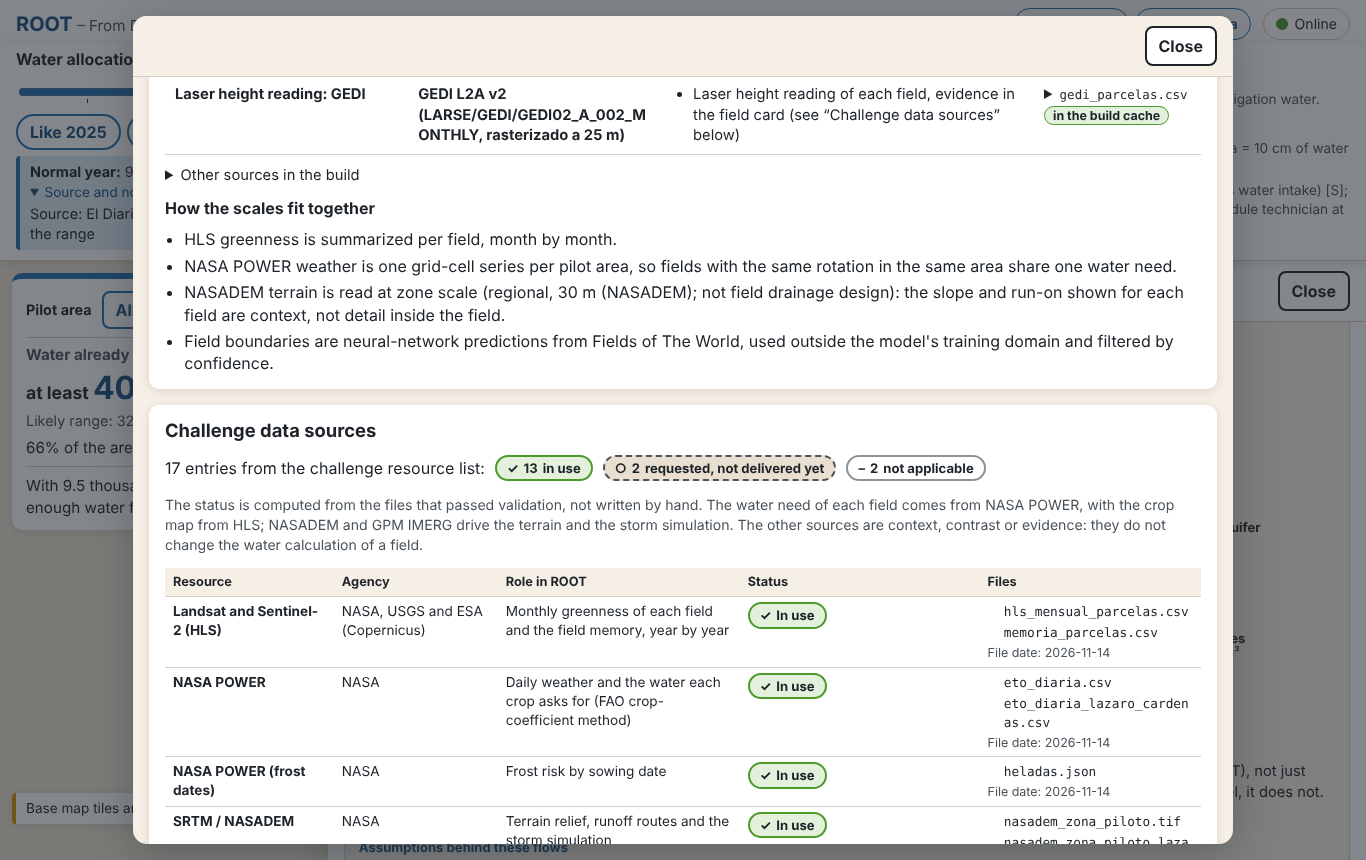 ROOT – From
Online
Close
Water allocatio
Like 2025
Normal year: 9
Source and no
Source: El Diari
the range
igation water.
a = 10 cm of water
s water intake) [S];
dule technician at
Laser height reading: GEDI
GEDI L2A v2
(LARSE/GEDI/GEDI02_A_002_M
ONTHLY, rasterizado a 25 m)
• Laser height reading of each field, evidence in
the field card (see “Challenge data sources”
below)
▶ gedi_parcelas.csv
in the build cache
▶ Other sources in the build
How the scales fit together
• HLS greenness is summarized per field, month by month.
• NASA POWER weather is one grid-cell series per pilot area, so fields with the same rotation in the same area share one water need.
• NASADEM terrain is read at zone scale (regional, 30 m (NASADEM); not field drainage design): the slope and run-on shown for each
field are context, not detail inside the field.
• Field boundaries are neural-network predictions from Fields of The World, used outside the model's training domain and filtered by
confidence.
Pilot area
Al
Close
Water already
at least 40
Likely range: 32
66% of the are
With 9.5 thousa
enough water f
Challenge data sources
17 entries from the challenge resource list:
✓ 13 in use
○ 2 requested, not delivered yet
– 2 not applicable
The status is computed from the files that passed validation, not written by hand. The water need of each field comes from NASA POWER, with the crop
map from HLS; NASADEM and GPM IMERG drive the terrain and the storm simulation. The other sources are context, contrast or evidence: they do not
change the water calculation of a field.
Resource
Agency
Role in ROOT
Status
Files
Landsat and Sentinel-
2 (HLS)
NASA, USGS and ESA
(Copernicus)
Monthly greenness of each field
and the field memory, year by year
✓ In use
hls_mensual_parcelas.csv
memoria_parcelas.csv
File date: 2026-11-14
NASA POWER
NASA
Daily weather and the water each
crop asks for (FAO crop-
coefficient method)
✓ In use
eto_diaria.csv
eto_diaria_lazaro_carden
as.csv
File date: 2026-11-14
NASA POWER (frost
dates)
NASA
Frost risk by sowing date
✓ In use
heladas.json
File date: 2026-11-14
SRTM / NASADEM
NASA
Terrain relief, runoff routes and the
storm simulation
✓ In use
nasadem_zona_piloto.tif
nasadem_zona_piloto_laza
uifer
es
T), not just
l, it does not.
Base map tiles a
Assumptions behind these flows